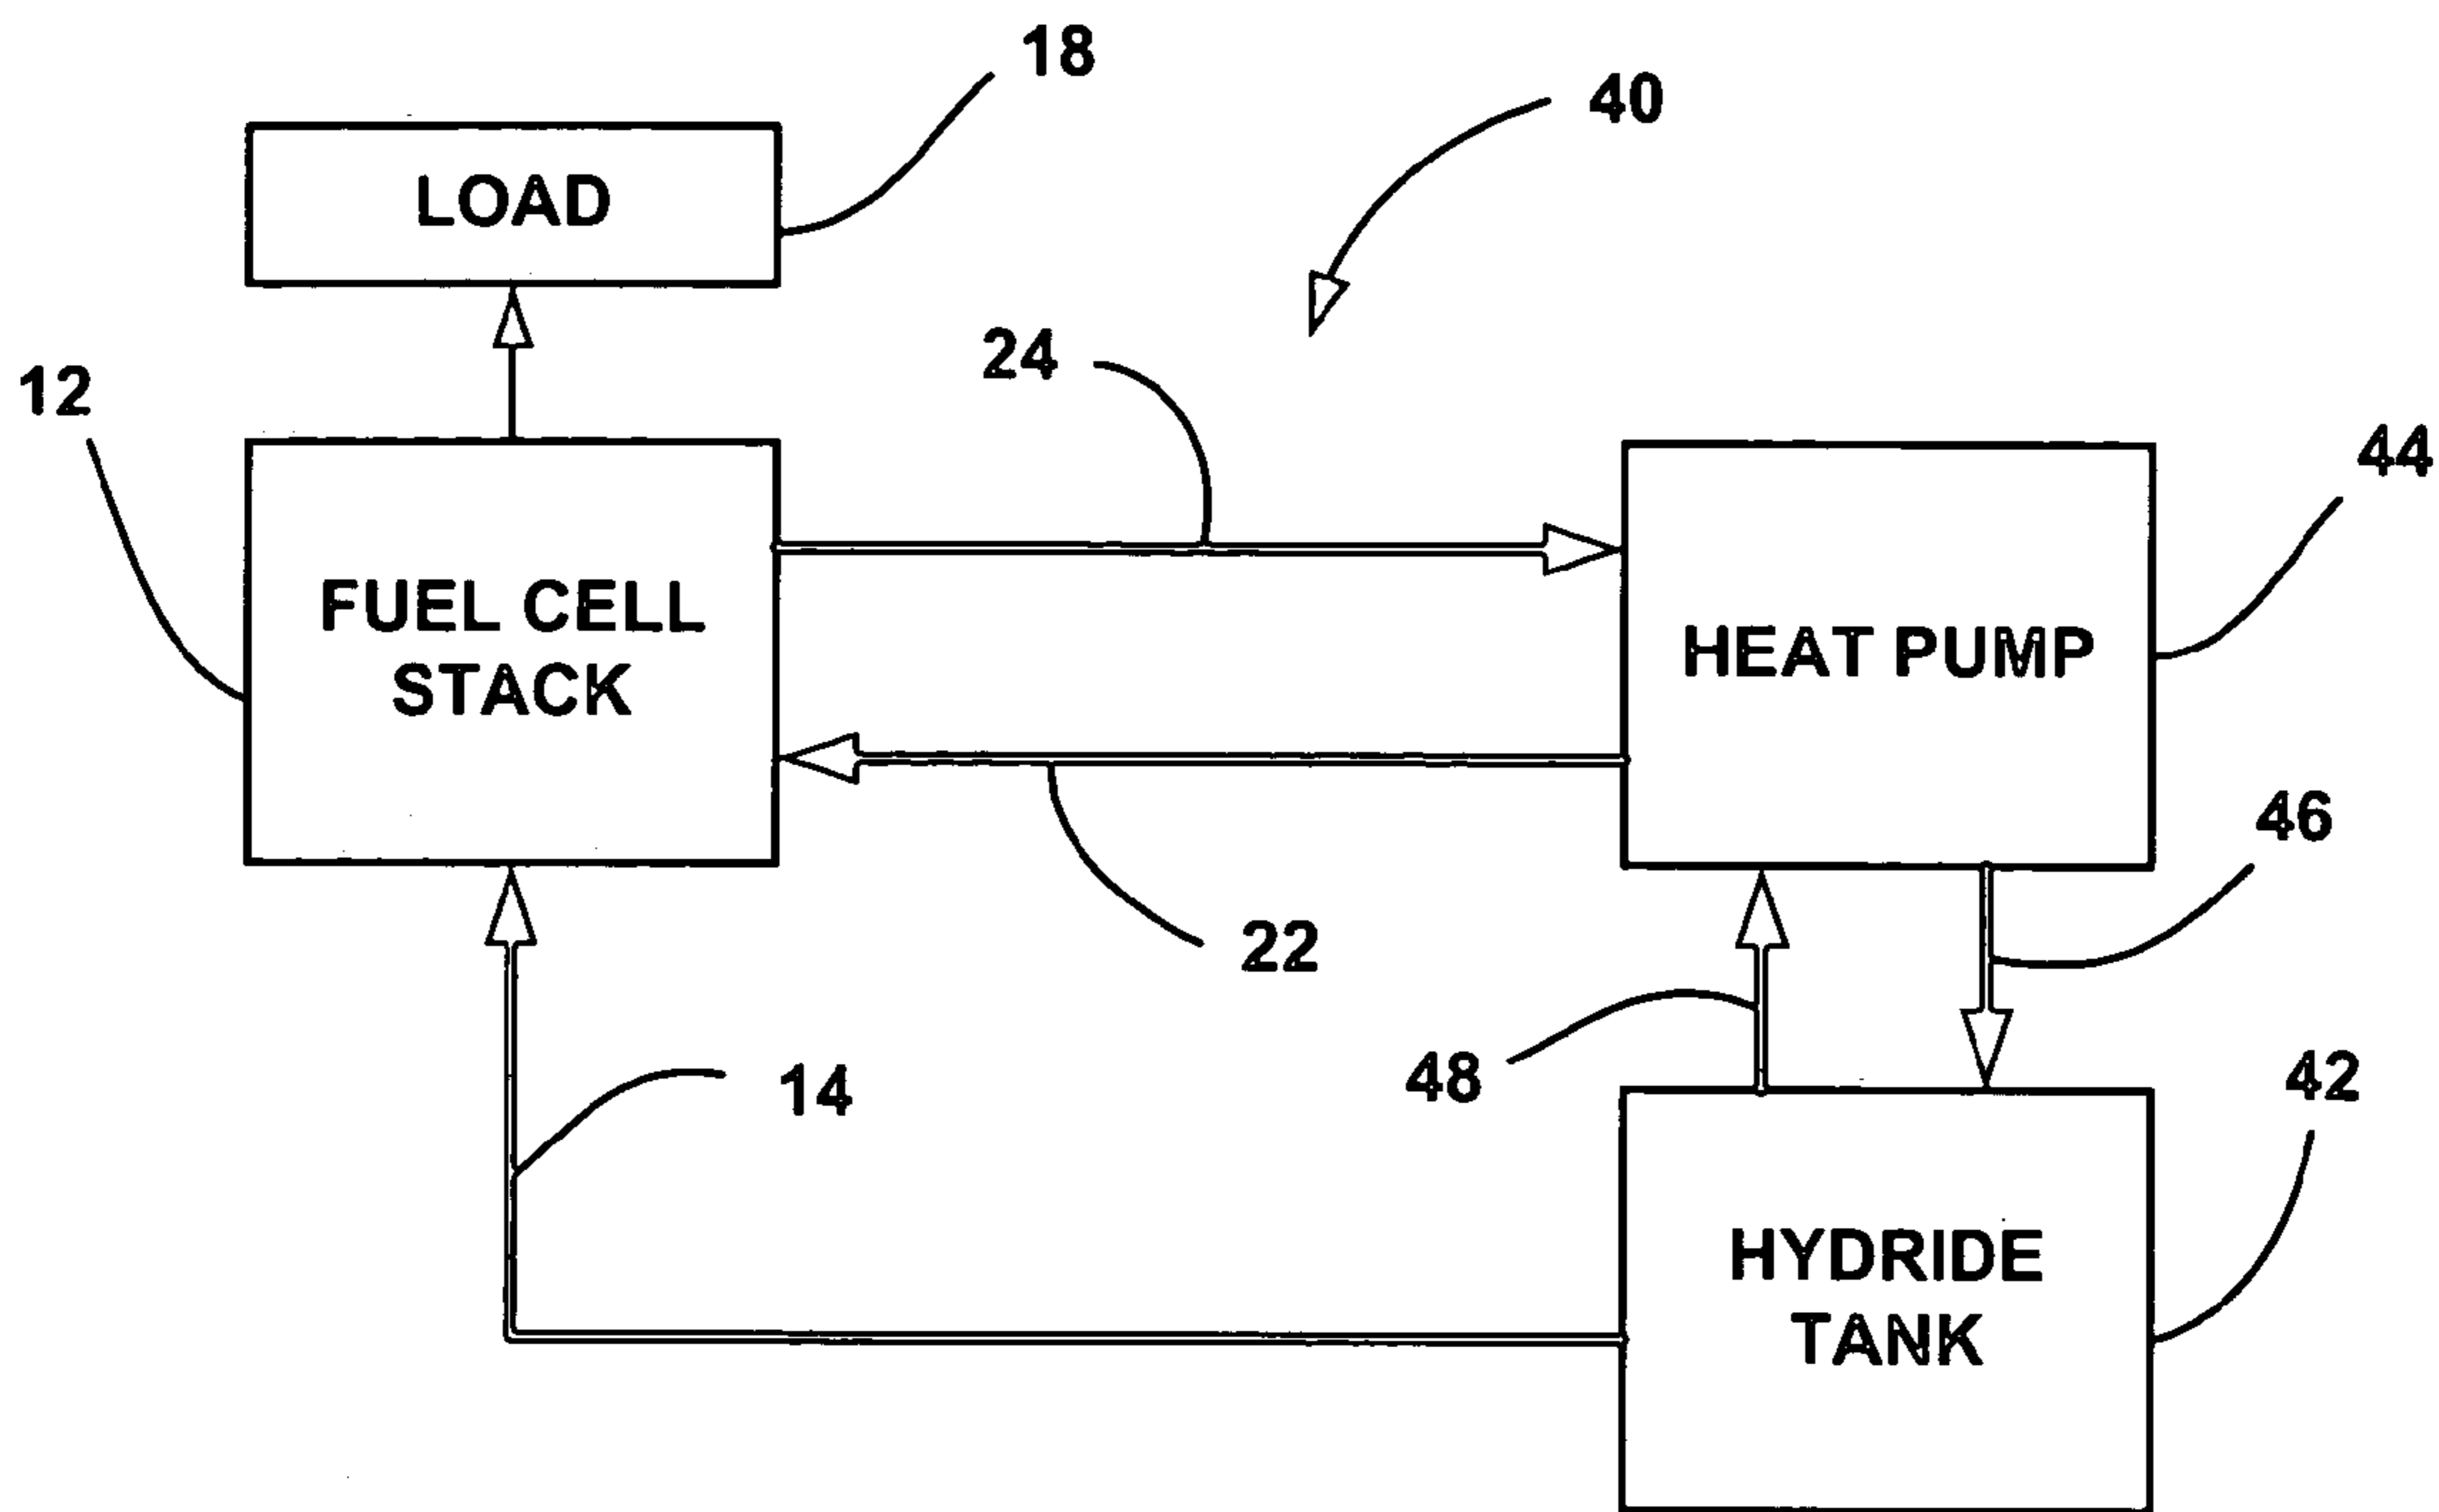 18
40
LOAD
24
12
44
FUEL CELL
STACK
HEAT PUMP
46
22
48
42
14
HYDRIDE
TANK